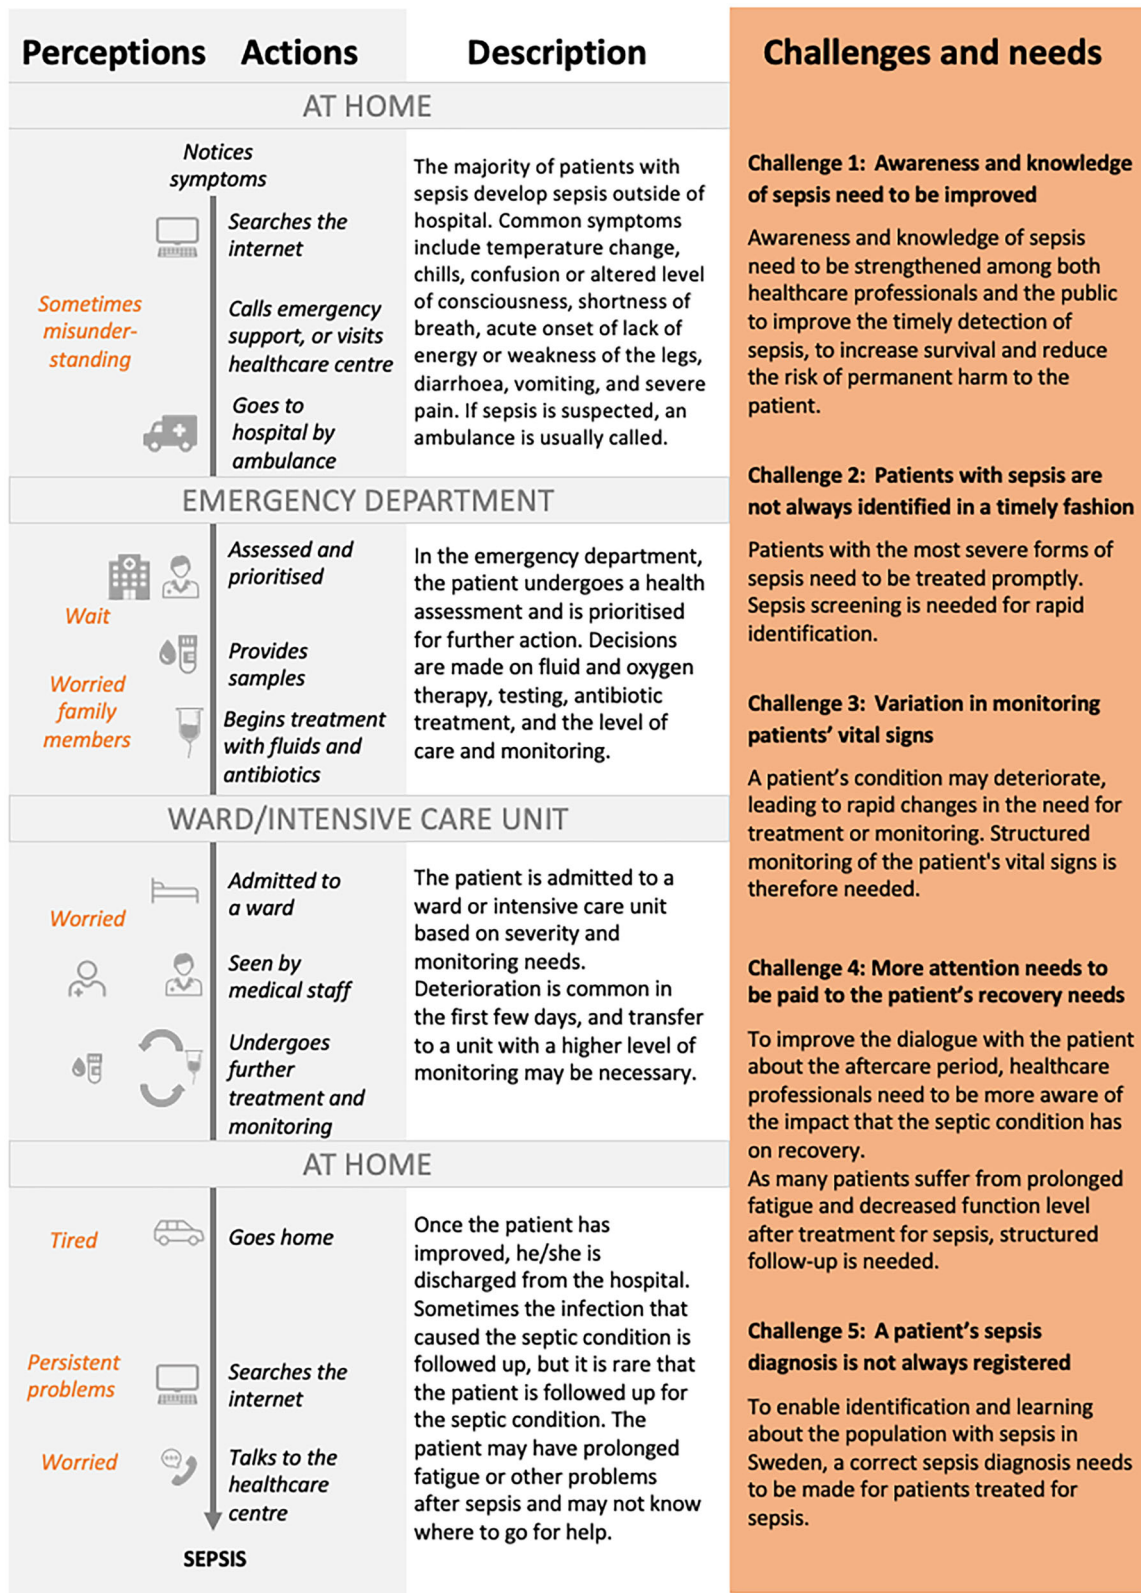 Perceptions
Actions
Description
Challenges and needs
AT HOME
Notices
symptoms
Searches the
internet
Sometimes
misunder-
standing
Calls emergency
support, or visits
healthcare centre
Goes to
hospital by
ambulance
The majority of patients with
sepsis develop sepsis outside of
hospital. Common symptoms
include temperature change,
chills, confusion or altered level
of consciousness, shortness of
breath, acute onset of lack of
energy or weakness of the legs,
diarrhoea, vomiting, and severe
pain. If sepsis is suspected, an
ambulance is usually called.
EMERGENCY DEPARTMENT
Assessed and
prioritised
Wait
Provides
samples
Worried
family
members
Begins treatment
with fluids and
antibiotics
In the emergency department,
the patient undergoes a health
assessment and is prioritised
for further action. Decisions
are made on fluid and oxygen
therapy, testing, antibiotic
treatment, and the level of
care and monitoring.
WARD/INTENSIVE CARE UNIT
Admitted to
a ward
Worried
Seen by
medical staff
Undergoes
further
treatment and
monitoring
The patient is admitted to a
ward or intensive care unit
based on severity and
monitoring needs.
Deterioration is common in
the first few days, and transfer
to a unit with a higher level of
monitoring may be necessary.
AT HOME
Tired
Goes home
Persistent
problems
Searches the
internet
Worried
Talks to the
healthcare
centre
SEPSIS
Once the patient has
improved, he/she is
discharged from the hospital.
Sometimes the infection that
caused the septic condition is
followed up, but it is rare that
the patient is followed up for
the septic condition. The
patient may have prolonged
fatigue or other problems
after sepsis and may not know
where to go for help.
Challenge 1: Awareness and knowledge
of sepsis need to be improved
Awareness and knowledge of sepsis
need to be strengthened among both
healthcare professionals and the public
to improve the timely detection of
sepsis, to increase survival and reduce
the risk of permanent harm to the
patient.
Challenge 2: Patients with sepsis are
not always identified in a timely fashion
Patients with the most severe forms of
sepsis need to be treated promptly.
Sepsis screening is needed for rapid
identification.
Challenge 3: Variation in monitoring
patients’ vital signs
A patient’s condition may deteriorate,
leading to rapid changes in the need for
treatment or monitoring. Structured
monitoring of the patient's vital signs is
therefore needed.
Challenge 4: More attention needs to
be paid to the patient’s recovery needs
To improve the dialogue with the patient
about the aftercare period, healthcare
professionals need to be more aware of
the impact that the septic condition has
on recovery.
As many patients suffer from prolonged
fatigue and decreased function level
after treatment for sepsis, structured
follow-up is needed.
Challenge 5: A patient’s sepsis
diagnosis is not always registered
To enable identification and learning
about the population with sepsis in
Sweden, a correct sepsis diagnosis needs
to be made for patients treated for
sepsis.